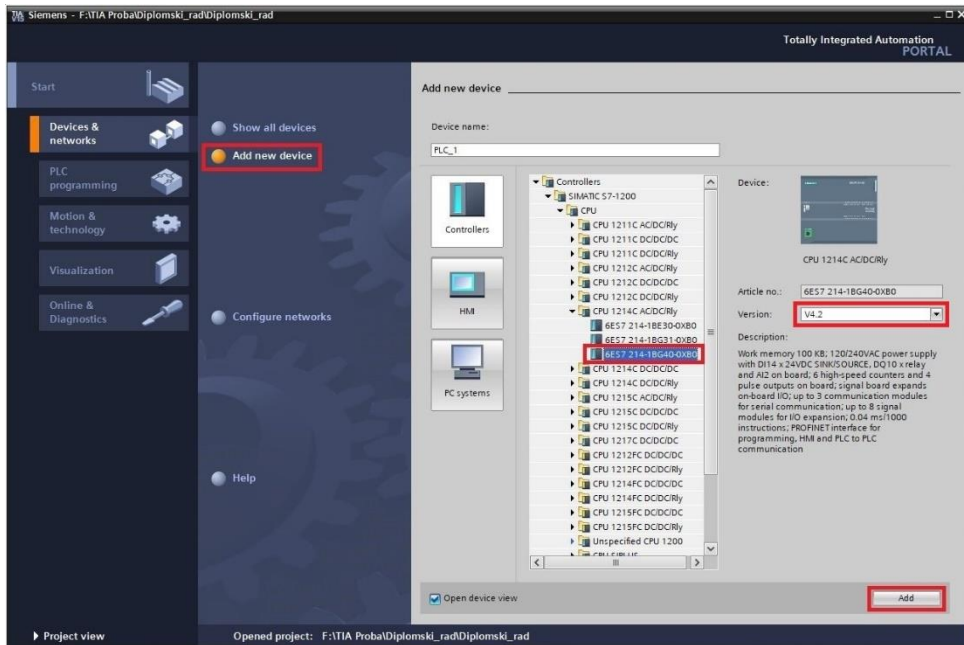 Siemens - F:\TIA Proba\Diplomski_rad\Diplomski_rad
Totally Integrated Automation
PORTAL
Start
Devices &
networks
PLC
programming
Motion &
technology
Visualization
Online &
Diagnostics
Show all devices
Add new device
Configure networks
Help
Add new device
Device name:
PLC_1
Controllers
HMI
PC systems
Controllers
SIMATIC S7-1200
CPU
CPU 1211C AC/DC/Rly
CPU 1211C DC/DC/DC
CPU 1211C DC/DC/Rly
CPU 1212C AC/DC/Rly
CPU 1212C DC/DC/DC
CPU 1212C DC/DC/Rly
CPU 1214C AC/DC/Rly
6ES7 214-1BE30-0XB0
6ES7 214-1BG31-0XB0
6ES7 214-1BG40-0XB0
CPU 1214C DC/DC/DC
CPU 1214C DC/DC/Rly
CPU 1215C AC/DC/Rly
CPU 1215C DC/DC/DC
CPU 1215C DC/DC/Rly
CPU 1217C DC/DC/DC
CPU 1212FC DC/DC/DC
CPU 1212FC DC/DC/Rly
CPU 1214FC DC/DC/DC
CPU 1214FC DC/DC/Rly
CPU 1215FC DC/DC/DC
CPU 1215FC DC/DC/Rly
Unspecified CPU 1200
CPU SIPLUS
Device:
CPU 1214C AC/DC/Rly
Article no.: 6ES7 214-1BG40-0XB0
Version: V4.2
Description:
Work memory 100 KB; 120/240VAC power supply
with DI14 x 24VDC SINK/SOURCE, DQ10 x relay
and AI2 on board; 6 high-speed counters and 4
pulse outputs on board; signal board expands
on-board I/O; up to 3 communication modules
for serial communication; up to 8 signal
modules for I/O expansion; 0.04 ms/1000
instructions; PROFINET interface for
programming, HMI and PLC to PLC
communication
Open device view
Add
Project view
Opened project: F:\TIA Proba\Diplomski_rad\Diplomski_rad